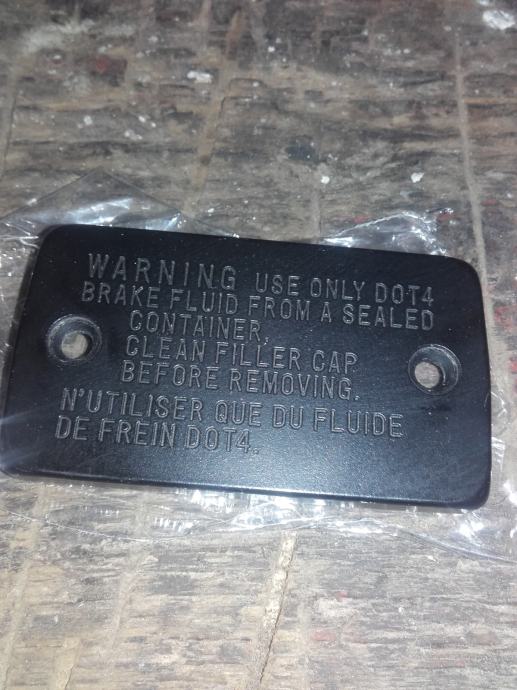 WARNING USE ONLY DOT4
BRAKE FLUID FROM A SEALED
CONTAINER,
CLEAN FILLER CAP
BEFORE REMOVING.
N'UTILISER QUE DU FLUIDE
DE FREIN DOT4.